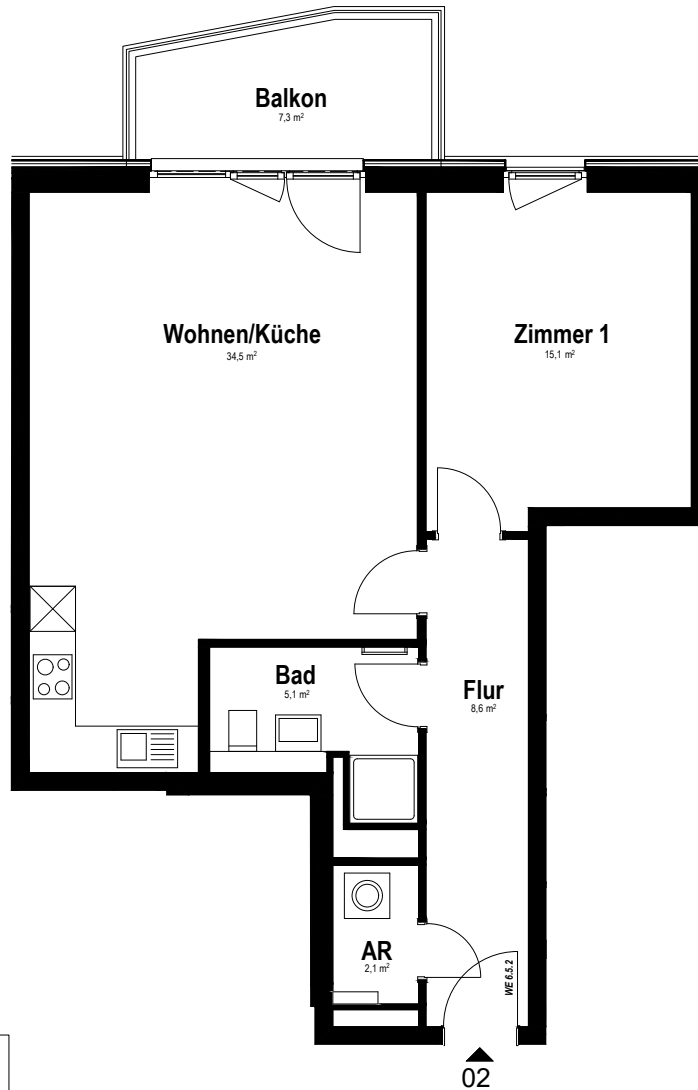 Balkon
7,3 m²
Wohnen/Küche
34,5 m²
Zimmer 1
15,1 m²
Bad
5,1 m²
Flur
8,6 m²
AR
2,1 m²
WE 6.5.2
02